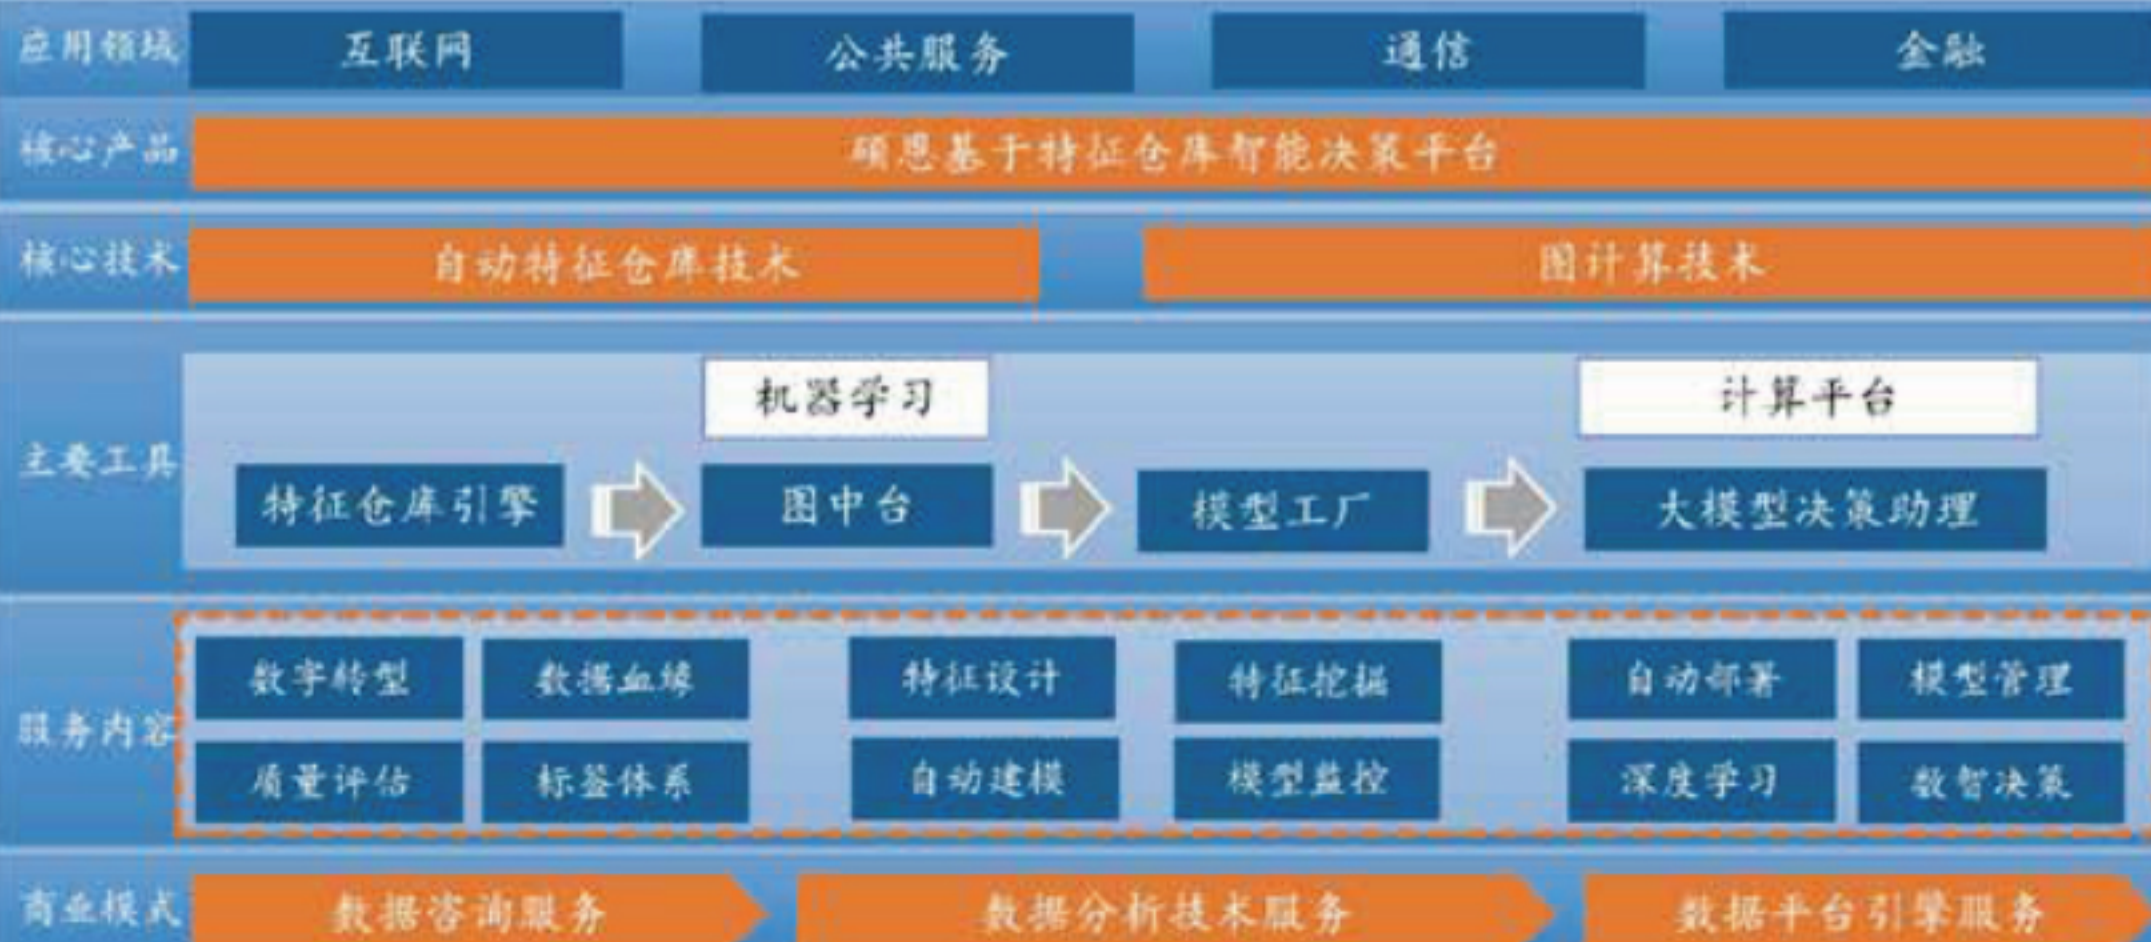 应用领域 互联网 公共服务 通信 金融
核心产品 硕恩基于特征仓库智能决策平台
核心技术 自动特征仓库技术 图计算技术
机器学习 计算平台
主要工具 特征仓库引擎 图中台 模型工厂 大模型决策助理
数字转型 数据血缘 特征设计 特征挖掘 自动部署 模型管理
服务内容
质量评估 标签体系 自动建模 模型监控 深度学习 数智决策
商业模式 数据咨询服务 数据分析技术服务 数据平台引擎服务